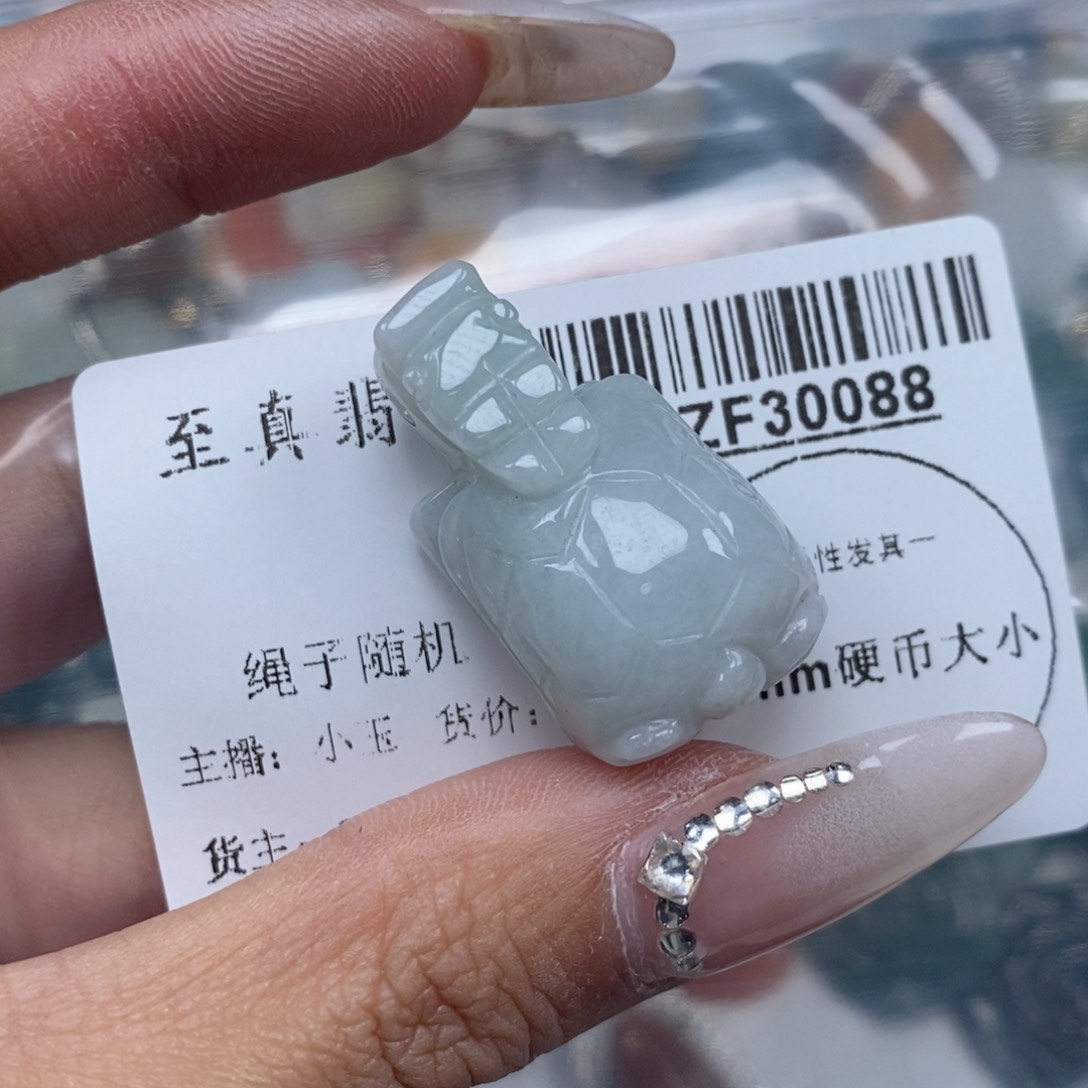 至真翡
ZF30088
性发其一
绳子随机
mm硬币大小
主播：小玉 货价：
货主